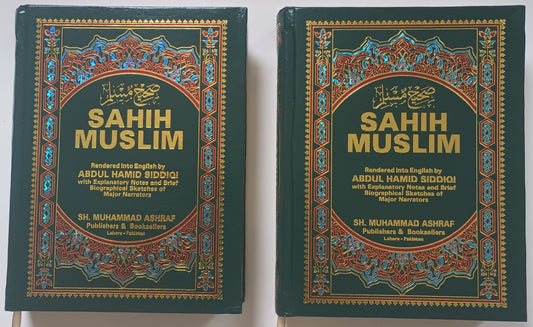 صحيح مسلم
SAHIH
MUSLIM
Rendered into English by
ABDUL HAMID SIDDIQI
with Explanatory Notes and Brief
Biographical Sketches of
Major Narrators
SH. MUHAMMAD ASHRAF
Publishers & Booksellers
Lahore - Pakistan
صحيح مسلم
SAHIH
MUSLIM
Rendered into English by
ABDUL HAMID SIDDIQI
with Explanatory Notes and Brief
Biographical Sketches of
Major Narrators
SH. MUHAMMAD ASHRAF
Publishers & Booksellers
Lahore - Pakistan